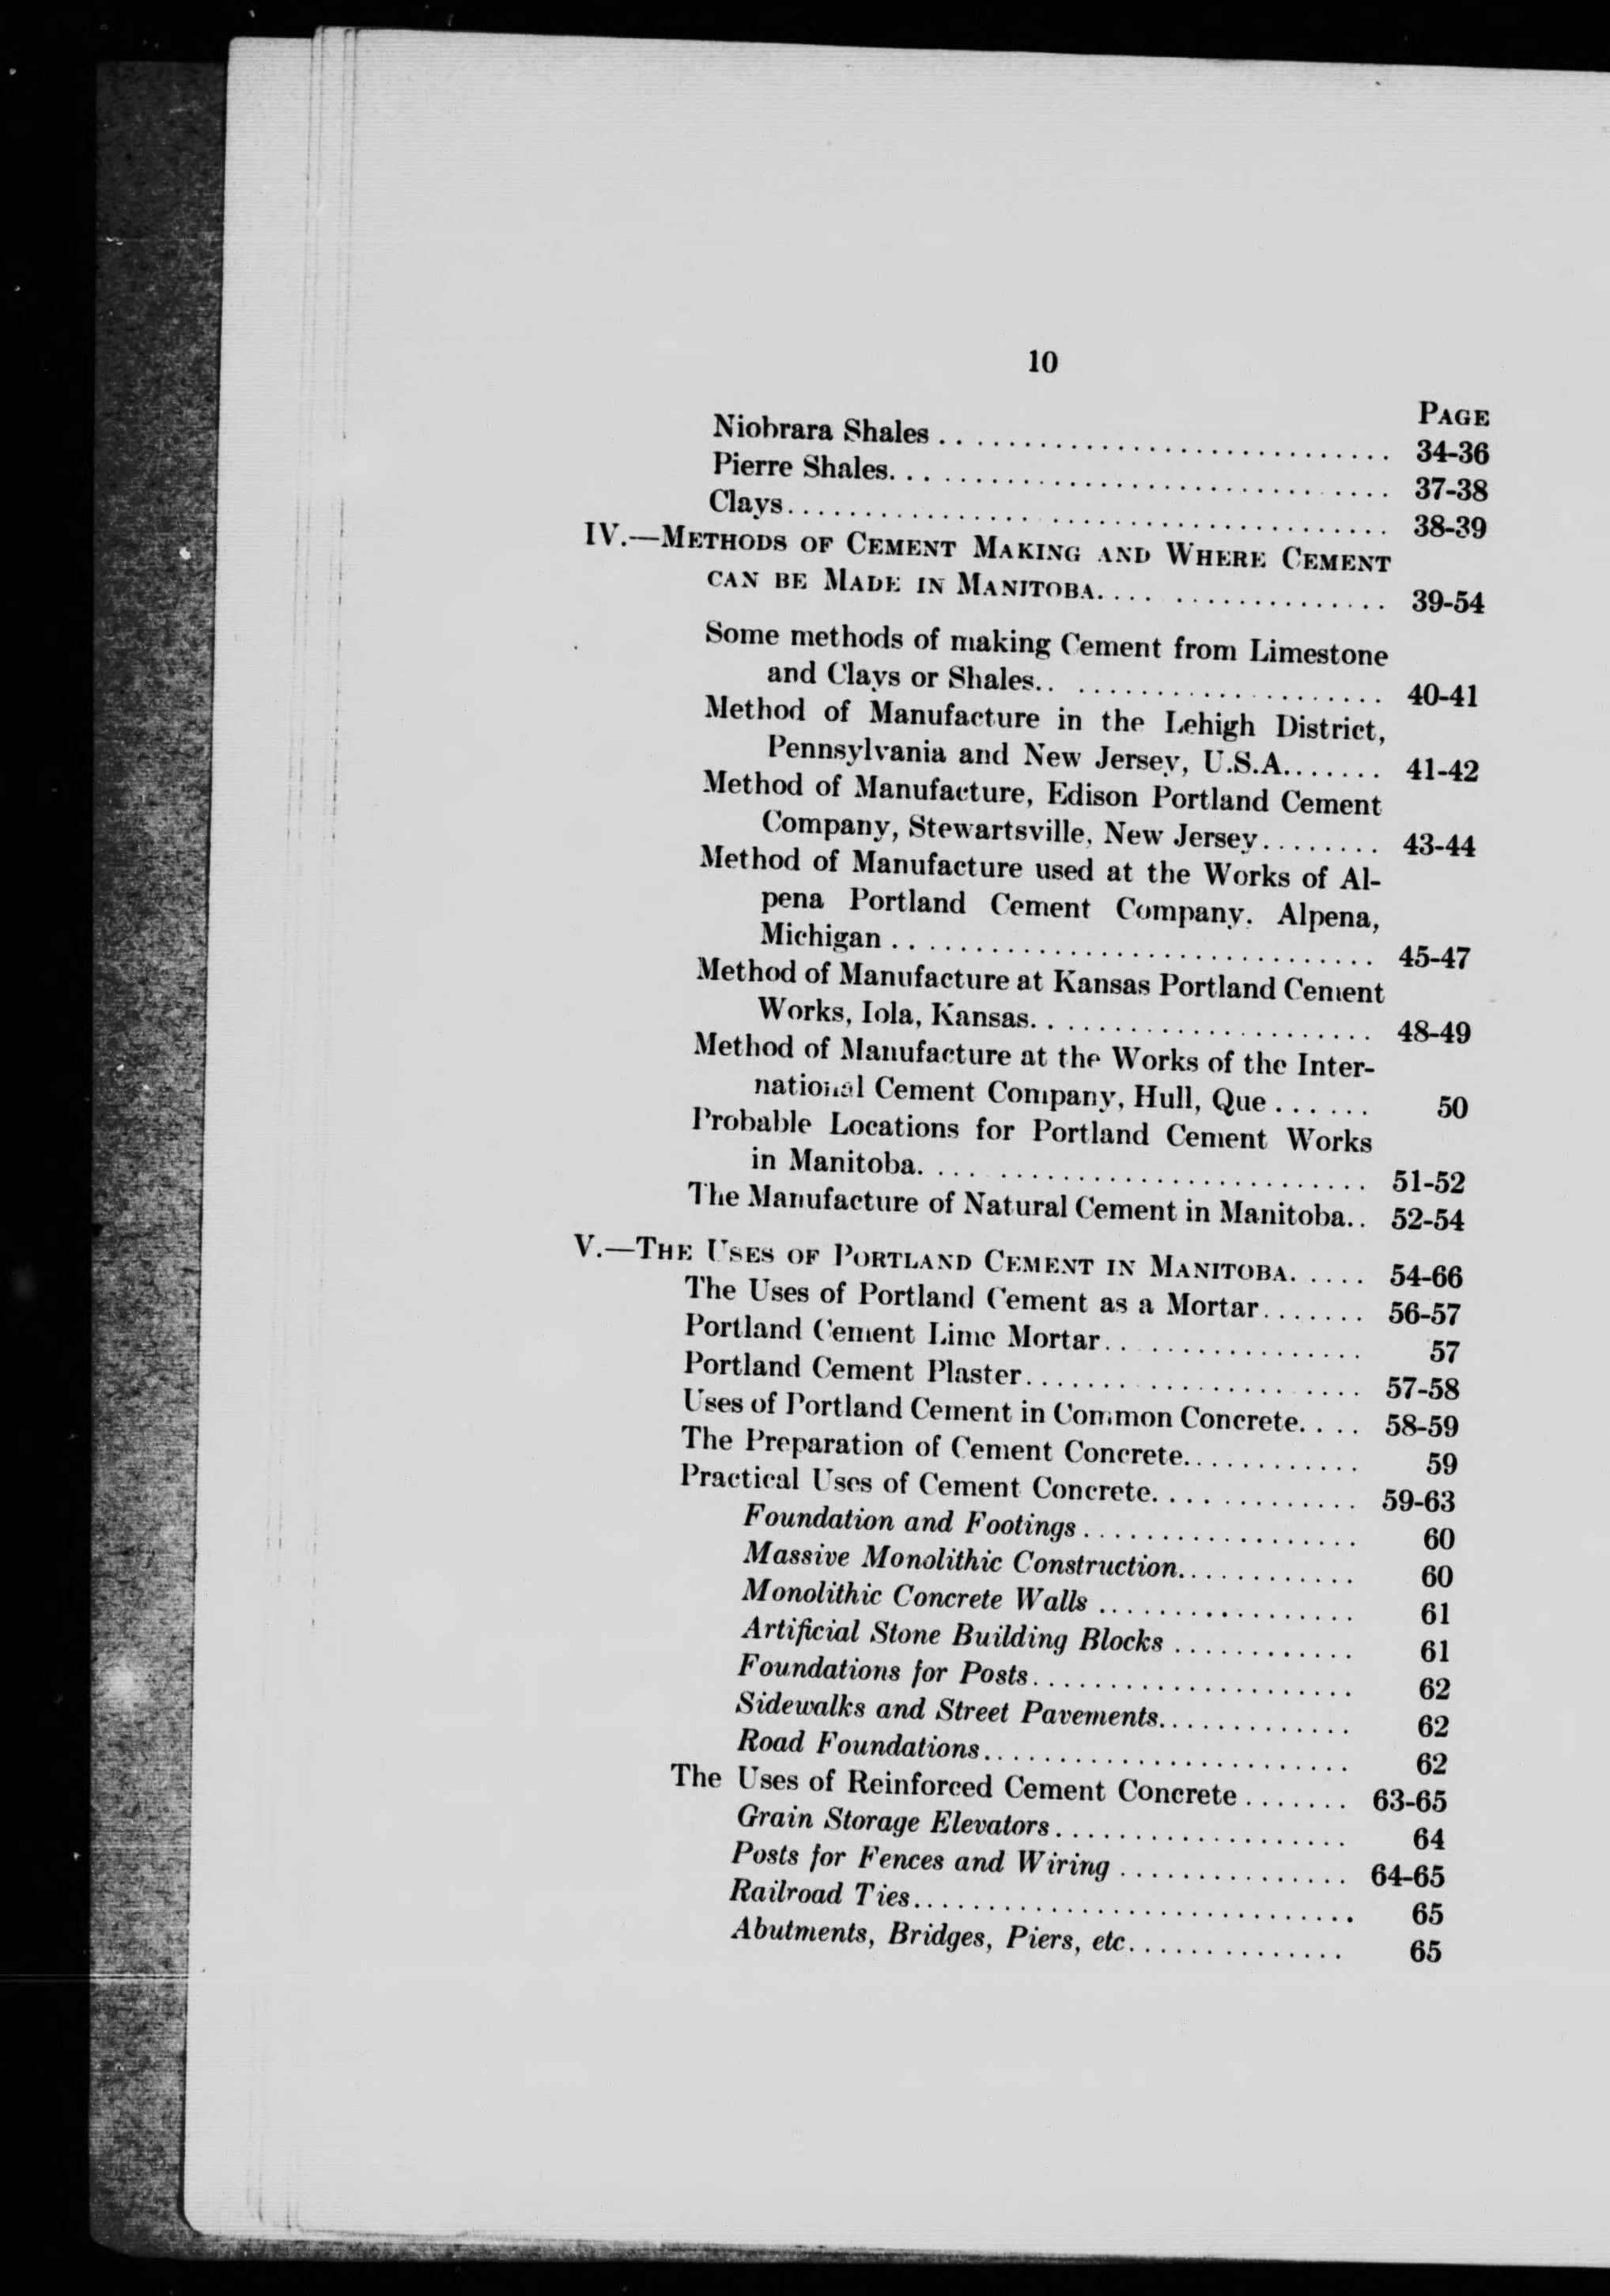 10
PAGE
Niobrara Shales .............................. 34-36
Pierre Shales................................ 37-38
Clays....................................... 38-39
IV.—METHODS OF CEMENT MAKING AND WHERE CEMENT
CAN BE MADE IN MANITOBA.................. 39-54
Some methods of making Cement from Limestone
and Clays or Shales...................... 40-41
Method of Manufacture in the Lehigh District,
Pennsylvania and New Jersey, U.S.A....... 41-42
Method of Manufacture, Edison Portland Cement
Company, Stewartsville, New Jersey........ 43-44
Method of Manufacture used at the Works of Al-
pena Portland Cement Company. Alpena,
Michigan ................................ 45-47
Method of Manufacture at Kansas Portland Cement
Works, Iola, Kansas....................... 48-49
Method of Manufacture at the Works of the Inter-
national Cement Company, Hull, Que ...... 50
Probable Locations for Portland Cement Works
in Manitoba.............................. 51-52
The Manufacture of Natural Cement in Manitoba.. 52-54
V.—THE USES OF PORTLAND CEMENT IN MANITOBA..... 54-66
The Uses of Portland Cement as a Mortar....... 56-57
Portland Cement Lime Mortar................. 57
Portland Cement Plaster...................... 57-58
Uses of Portland Cement in Common Concrete.... 58-59
The Preparation of Cement Concrete............ 59
Practical Uses of Cement Concrete.............. 59-63
Foundation and Footings .................. 60
Massive Monolithic Construction............ 60
Monolithic Concrete Walls ................. 61
Artificial Stone Building Blocks ............ 61
Foundations for Posts..................... 62
Sidewalks and Street Pavements............. 62
Road Foundations........................ 62
The Uses of Reinforced Cement Concrete ....... 63-65
Grain Storage Elevators................... 64
Posts for Fences and Wiring ............... 64-65
Railroad Ties............................. 65
Abutments, Bridges, Piers, etc.............. 65